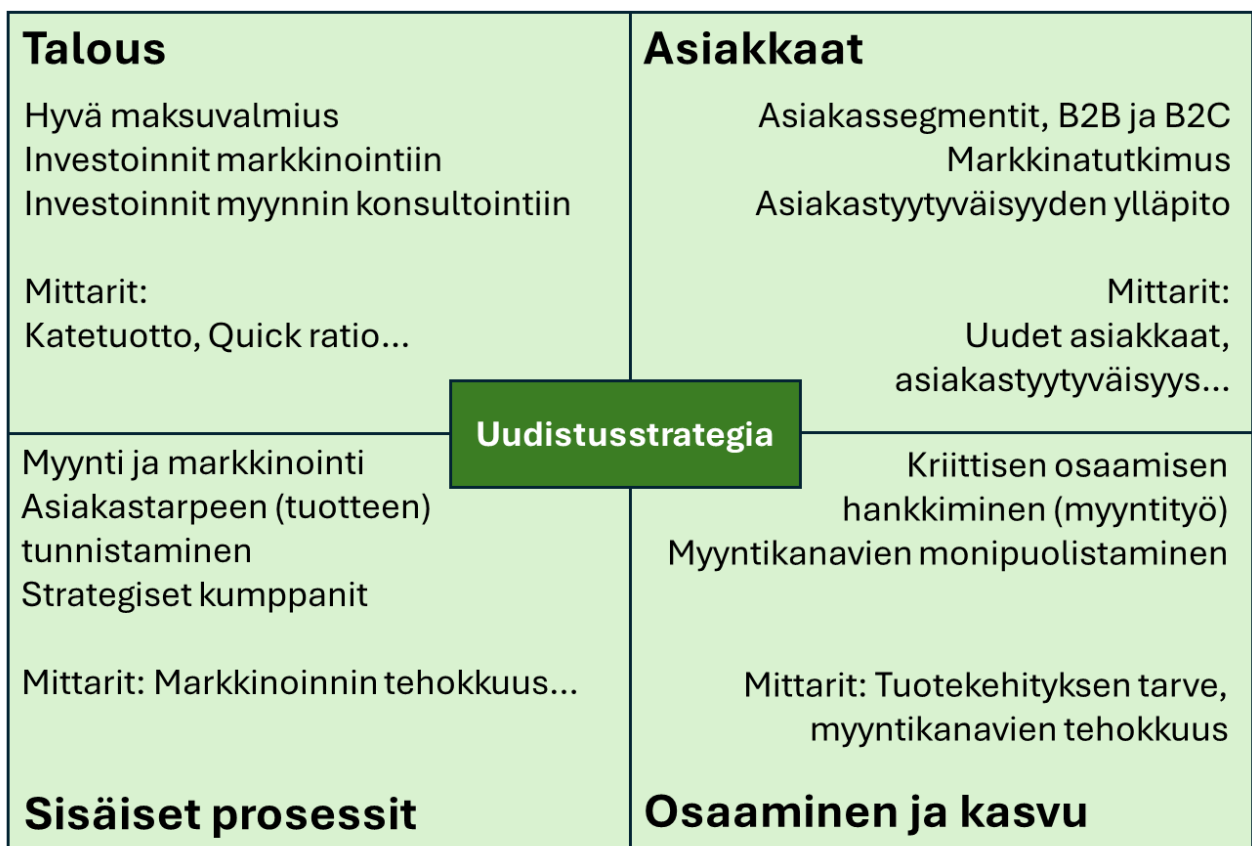 Talous
Hyvä maksuvalmius
Investoinnit markkinointiin
Investoinnit myynnin konsultointiin
Mittarit:
Katetuotto, Quick ratio...
Asiakkaat
Asiakassegmentit, B2B ja B2C
Markkinatutkimus
Asiakastyytyväisyyden ylläpito
Mittarit:
Uudet asiakkaat,
asiakastyytyväisyys...
Uudistusstrategia
Myynti ja markkinointi
Asiakastarpeen (tuotteen)
tunnistaminen
Strategiset kumppanit
Mittarit: Markkinoinnin tehokkuus...
Sisäiset prosessit
Kriittisen osaamisen
hankkiminen (myyntityö)
Myyntikanavien monipuolistaminen
Mittarit: Tuotekehityksen tarve,
myyntikanavien tehokkuus
Osaaminen ja kasvu